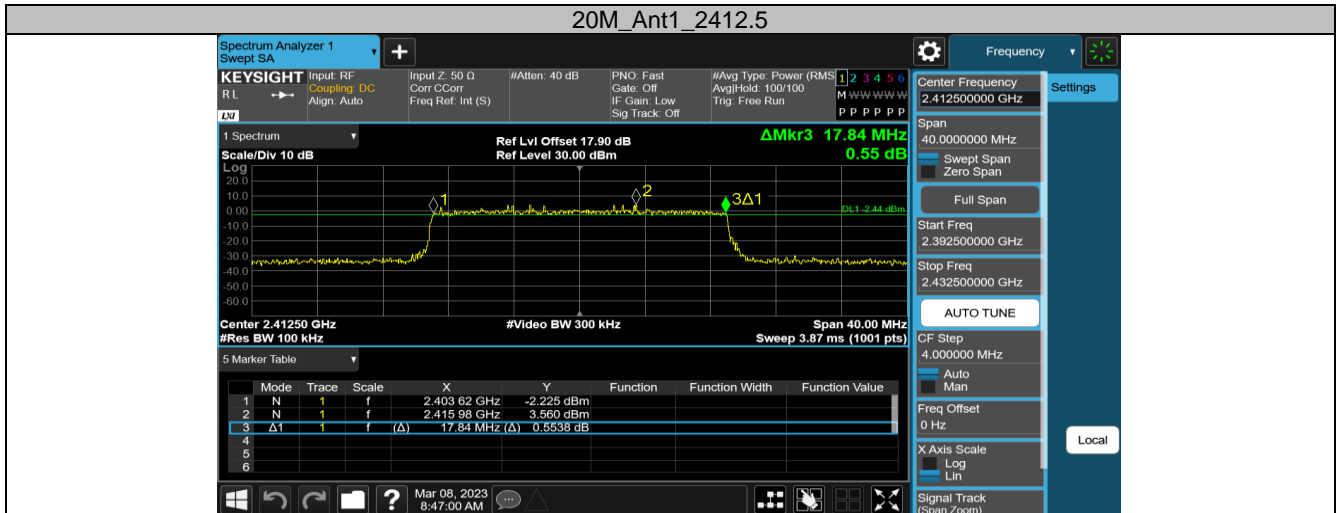 20M_Ant1_2412.5
Spectrum Analyzer 1
Swept SA
+
Frequency
KEYSIGHT
RL
LXI
Input: RF
Coupling: DC
Align: Auto
Input Z: 50 Ω
Corr CCorr
Freq Ref: Int (S)
#Atten: 40 dB
PNO: Fast
Gate: Off
IF Gain: Low
Sig Track: Off
#Avg Type: Power (RMS
Avg|Hold: 100/100
Trig: Free Run
1 2 3 4 5 6
M W W W W W
P P P P P P
1 Spectrum
Scale/Div 10 dB
Log
Ref Lvl Offset 17.90 dB
Ref Level 30.00 dBm
ΔMkr3 17.84 MHz
0.55 dB
20.0
10.0
0.00
-10.0
-20.0
-30.0
-40.0
-50.0
-60.0
1
2
3Δ1
DL1 -2.44 dBm
Center 2.41250 GHz
#Res BW 100 kHz
#Video BW 300 kHz
Span 40.00 MHz
Sweep 3.87 ms (1001 pts)
5 Marker Table
Mode Trace Scale X Y Function Function Width Function Value
1 N 1 f 2.403 62 GHz -2.225 dBm
2 N 1 f 2.415 98 GHz 3.560 dBm
3 Δ1 1 f (Δ) 17.84 MHz (Δ) 0.5538 dB
4
5
6
Center Frequency
2.412500000 GHz
Settings
Span
40.0000000 MHz
Swept Span
Zero Span
Full Span
Start Freq
2.392500000 GHz
Stop Freq
2.432500000 GHz
AUTO TUNE
CF Step
4.000000 MHz
Auto
Man
Freq Offset
0 Hz
X Axis Scale
Log
Lin
Local
Signal Track
(Span Zoom)
?
Mar 08, 2023
8:47:00 AM